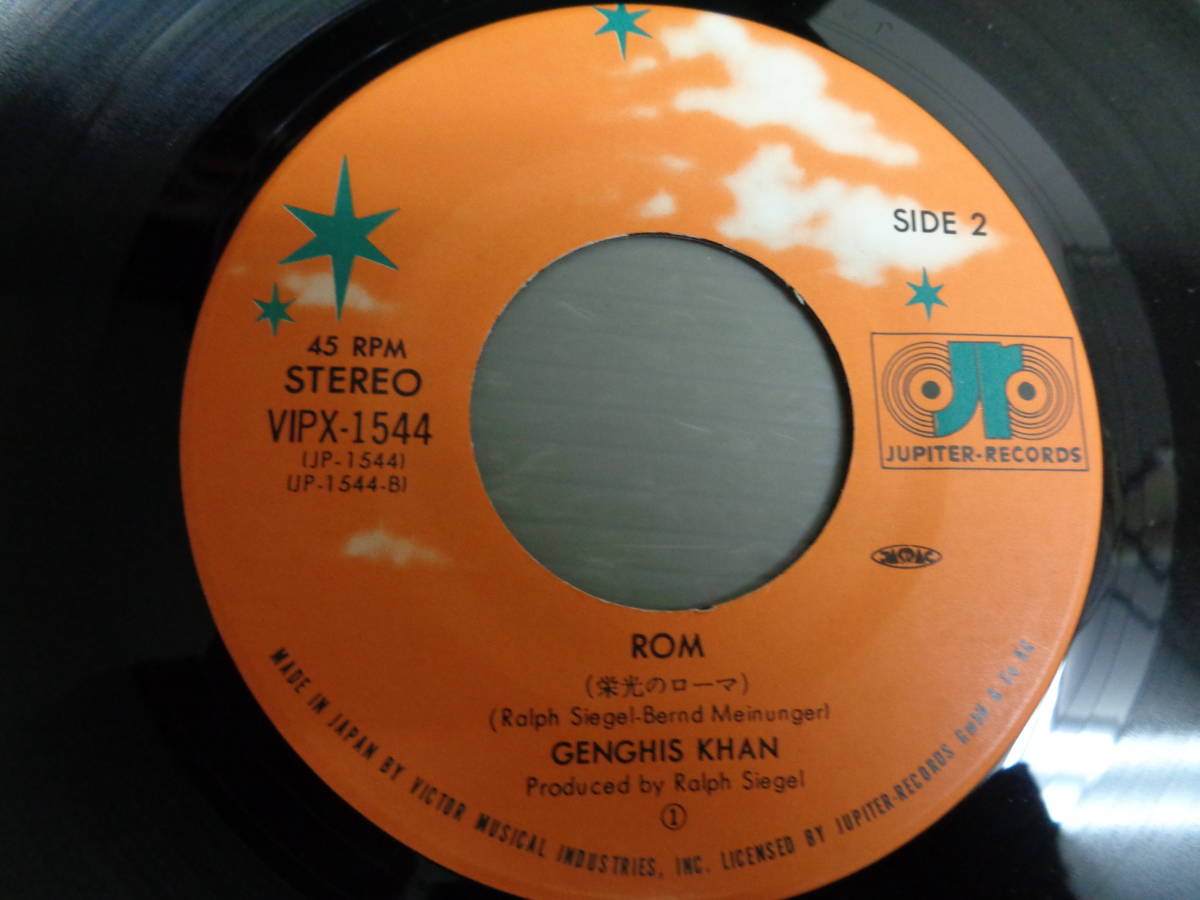 SIDE 2
45 RPM
STEREO
VIPX-1544
(JP-1544)
(JP-1544-B)
JR
JUPITER-RECORDS
ROM
(栄光のローマ)
(Ralph Siegel-Bernd Meinunger)
GENGHIS KHAN
Produced by Ralph Siegel
①
MADE IN JAPAN BY VICTOR MUSICAL INDUSTRIES, INC. LICENSED BY JUPITER-RECORDS GmbH & Co KG